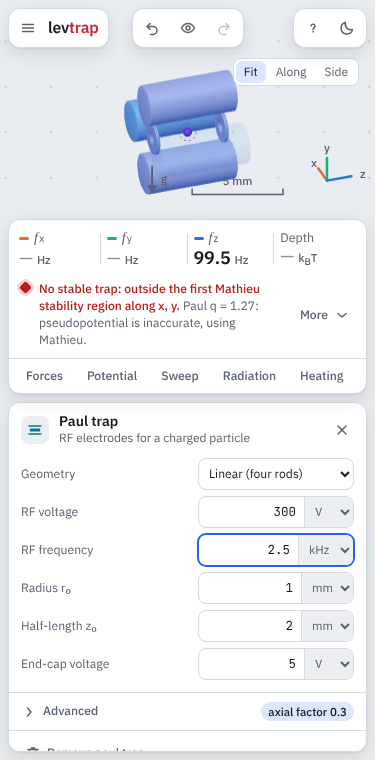 levtrap
?
Fit Along Side
y
x
z
g
5 mm
fx fy fz Depth
— Hz — Hz 99.5 Hz — kBT
No stable trap: outside the first Mathieu
stability region along x, y. Paul q = 1.27:
pseudopotential is inaccurate, using
Mathieu.
More
Forces Potential Sweep Radiation Heating
Paul trap
RF electrodes for a charged particle
Geometry Linear (four rods)
RF voltage 300 V
RF frequency 2.5 kHz
Radius r₀ 1 mm
Half-length z₀ 2 mm
End-cap voltage 5 V
Advanced axial factor 0.3
Remove paul trap